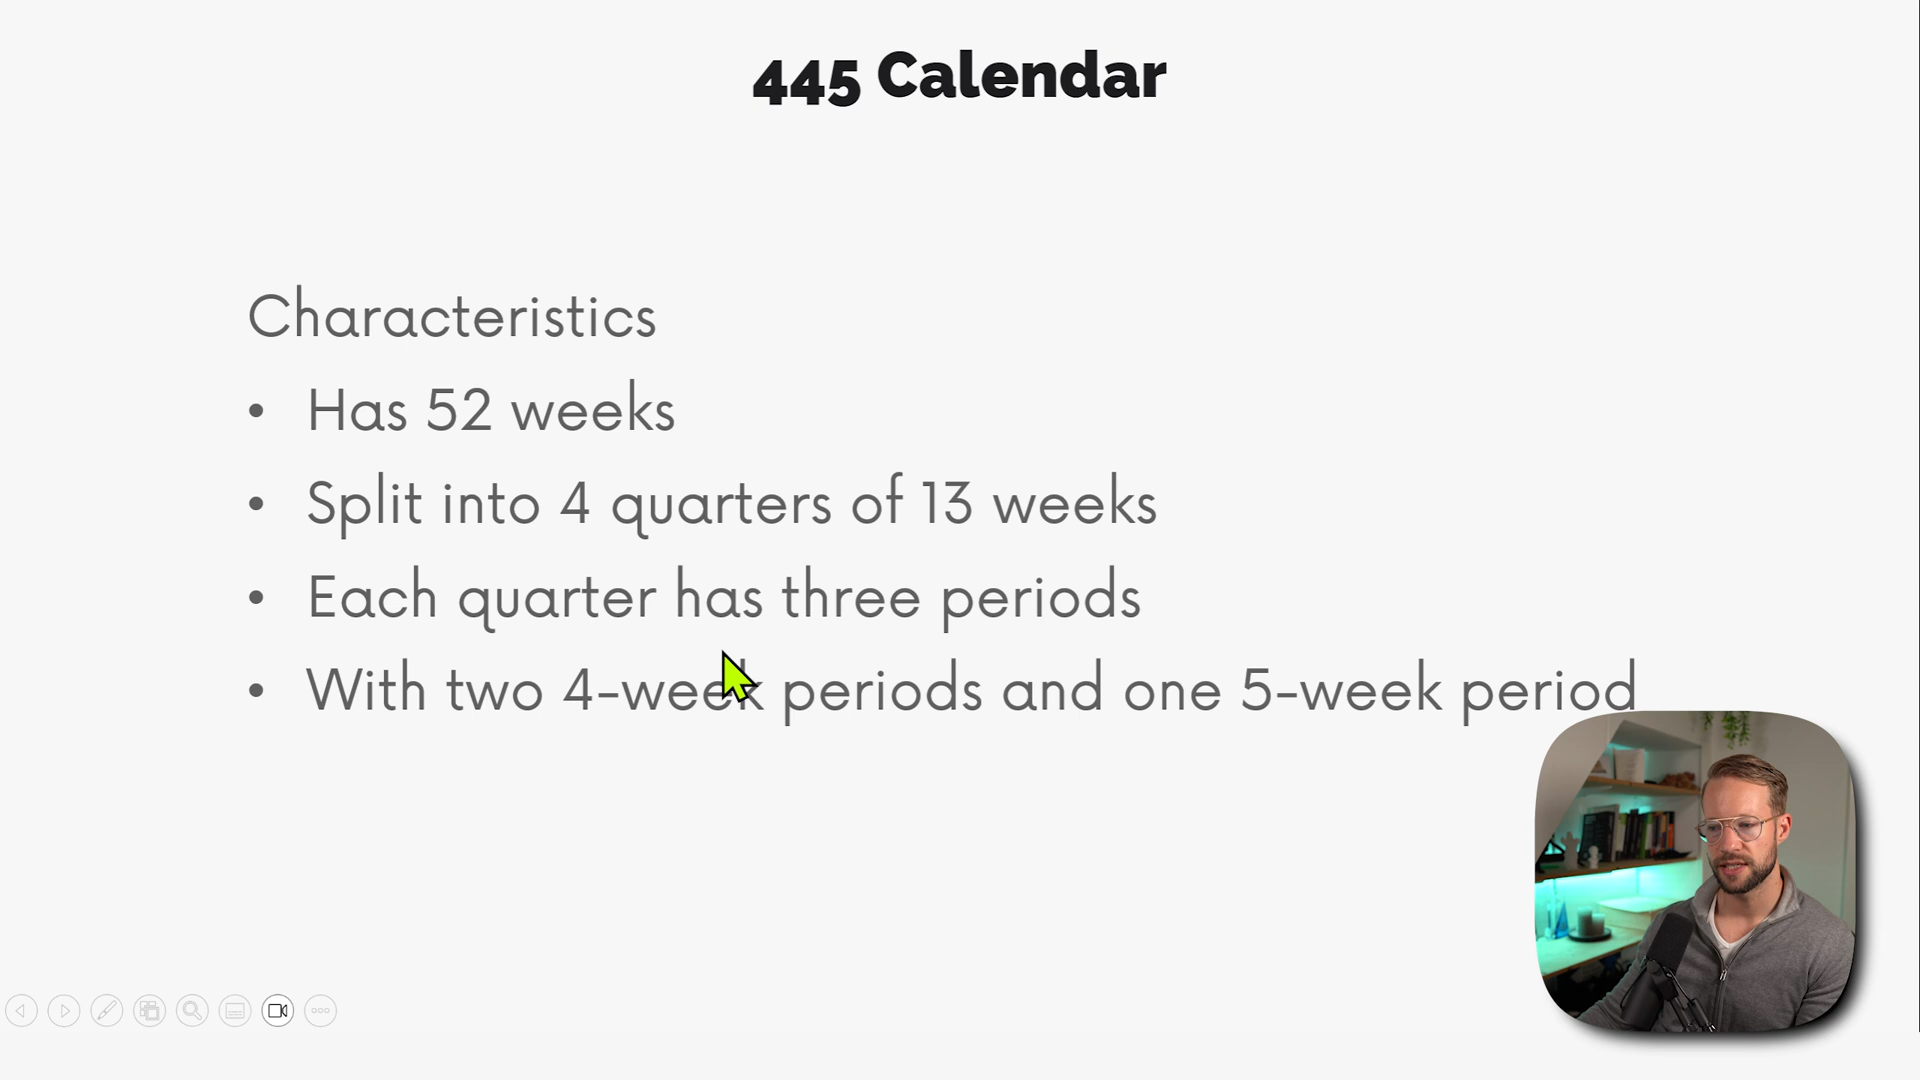 445 Calendar
Characteristics
• Has 52 weeks
• Split into 4 quarters of 13 weeks
• Each quarter has three periods
• With two 4-week periods and one 5-week period